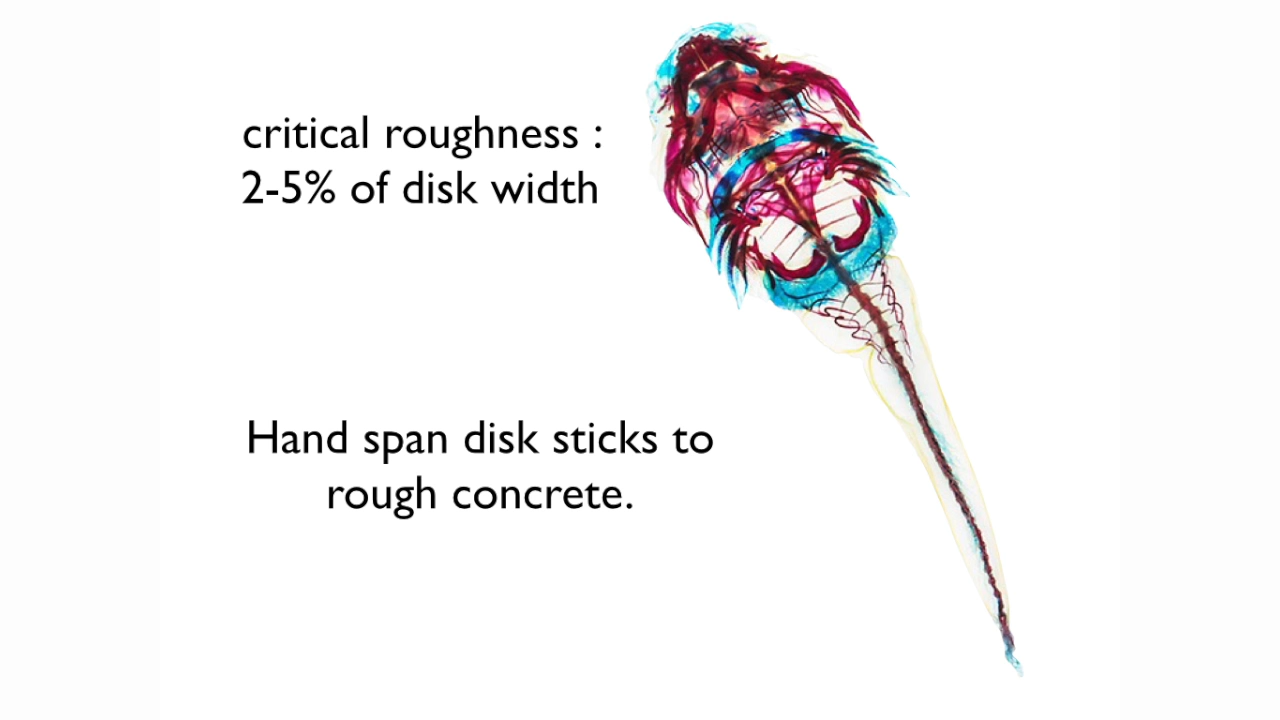 critical roughness :
2-5% of disk width
Hand span disk sticks to
rough concrete.